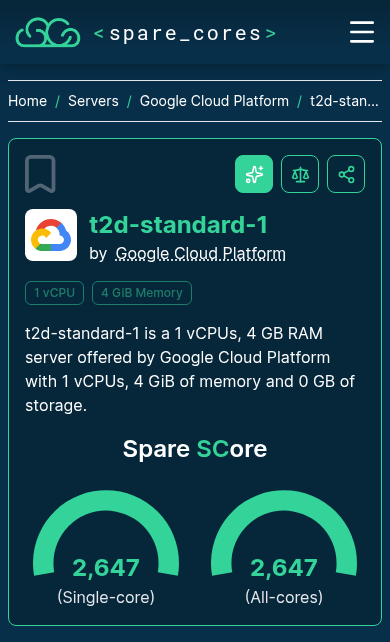 <spare_cores>
Home / Servers / Google Cloud Platform / t2d-stan...
t2d-standard-1
by Google Cloud Platform
1 vCPU 4 GiB Memory
t2d-standard-1 is a 1 vCPUs, 4 GB RAM
server offered by Google Cloud Platform
with 1 vCPUs, 4 GiB of memory and 0 GB of
storage.
Spare SCore
2,647 2,647
(Single-core) (All-cores)